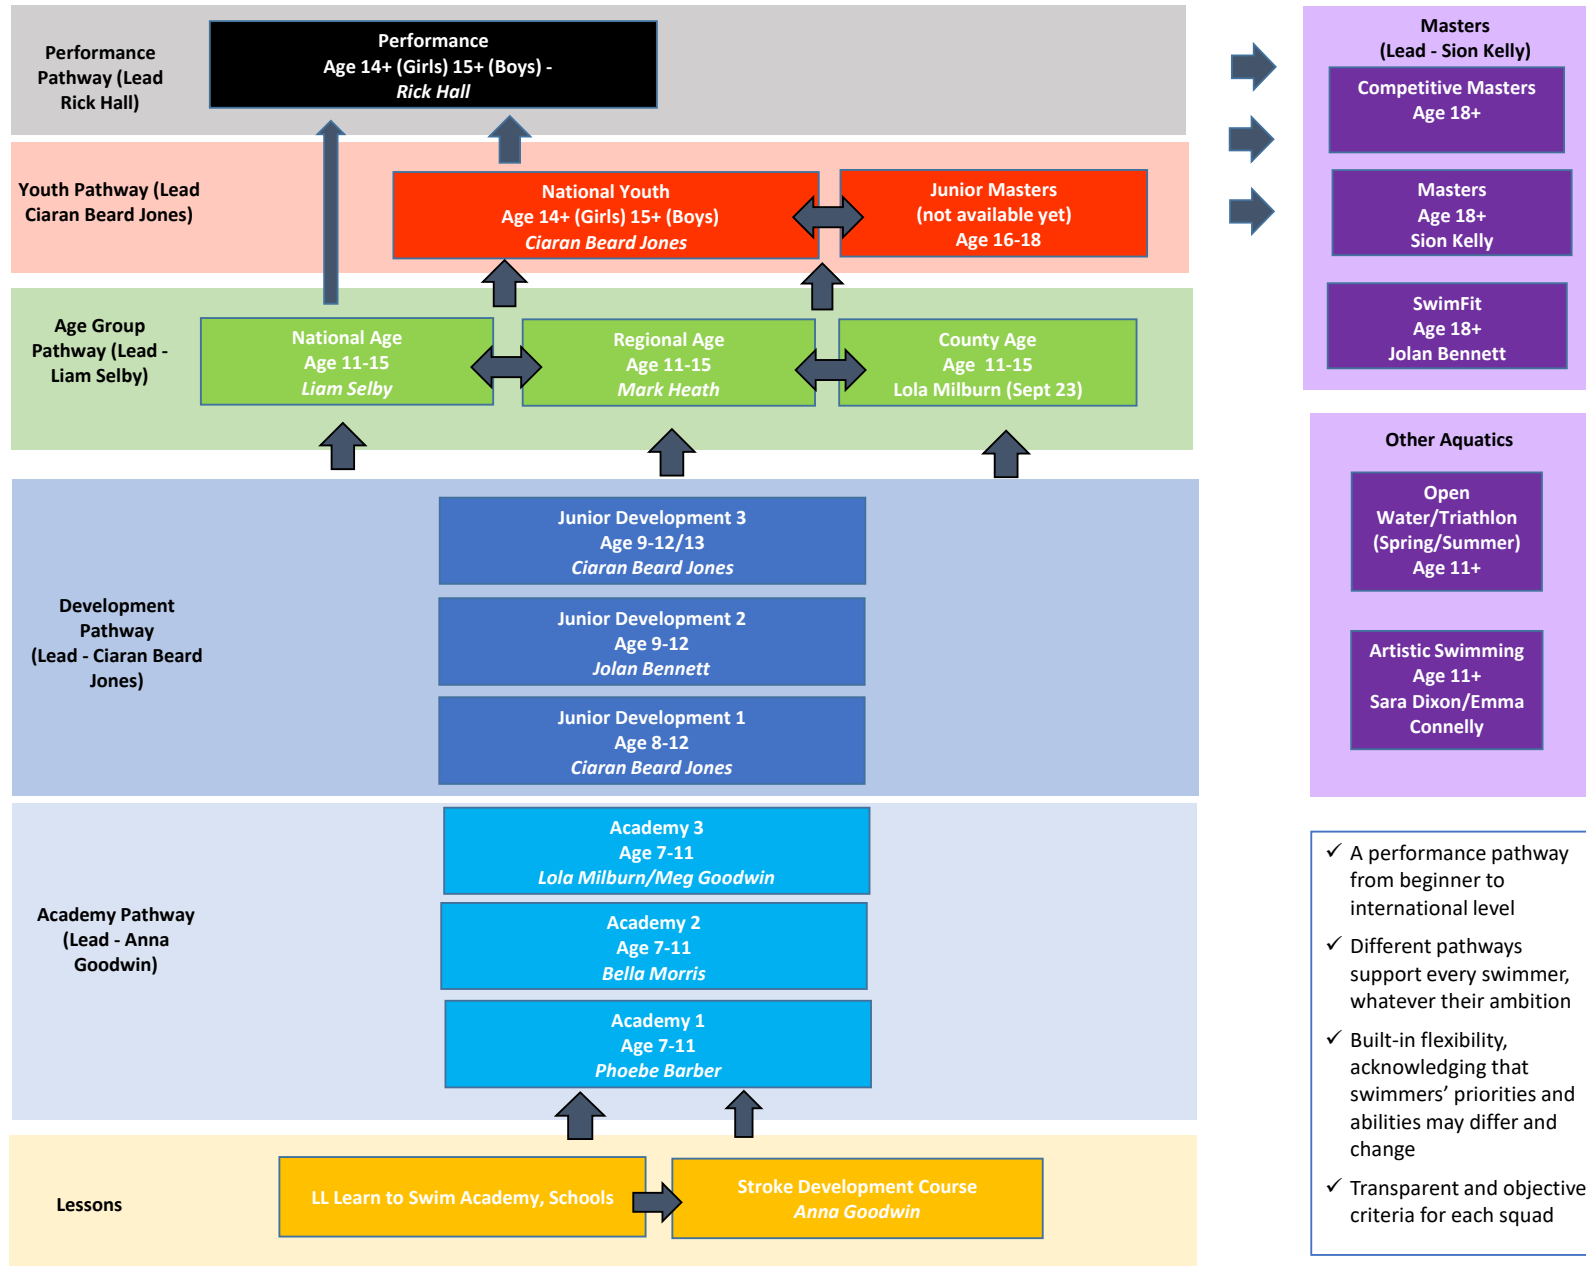 Performance
Pathway (Lead
Rick Hall)
Performance
Age 14+ (Girls) 15+ (Boys) -
Rick Hall
Youth Pathway (Lead
Ciaran Beard Jones)
National Youth
Age 14+ (Girls) 15+ (Boys)
Ciaran Beard Jones
Junior Masters
(not available yet)
Age 16-18
Age Group
Pathway (Lead -
Liam Selby)
National Age
Age 11-15
Liam Selby
Regional Age
Age 11-15
Mark Heath
County Age
Age 11-15
Lola Milburn (Sept 23)
Development
Pathway
(Lead - Ciaran Beard
Jones)
Junior Development 3
Age 9-12/13
Ciaran Beard Jones
Junior Development 2
Age 9-12
Jolan Bennett
Junior Development 1
Age 8-12
Ciaran Beard Jones
Academy Pathway
(Lead - Anna
Goodwin)
Academy 3
Age 7-11
Lola Milburn/Meg Goodwin
Academy 2
Age 7-11
Bella Morris
Academy 1
Age 7-11
Phoebe Barber
Lessons
LL Learn to Swim Academy, Schools
Stroke Development Course
Anna Goodwin
Masters
(Lead - Sion Kelly)
Competitive Masters
Age 18+
Masters
Age 18+
Sion Kelly
SwimFit
Age 18+
Jolan Bennett
Other Aquatics
Open
Water/Triathlon
(Spring/Summer)
Age 11+
Artistic Swimming
Age 11+
Sara Dixon/Emma
Connelly
✓ A performance pathway
from beginner to
international level
✓ Different pathways
support every swimmer,
whatever their ambition
✓ Built-in flexibility,
acknowledging that
swimmers’ priorities and
abilities may differ and
change
✓ Transparent and objective
criteria for each squad